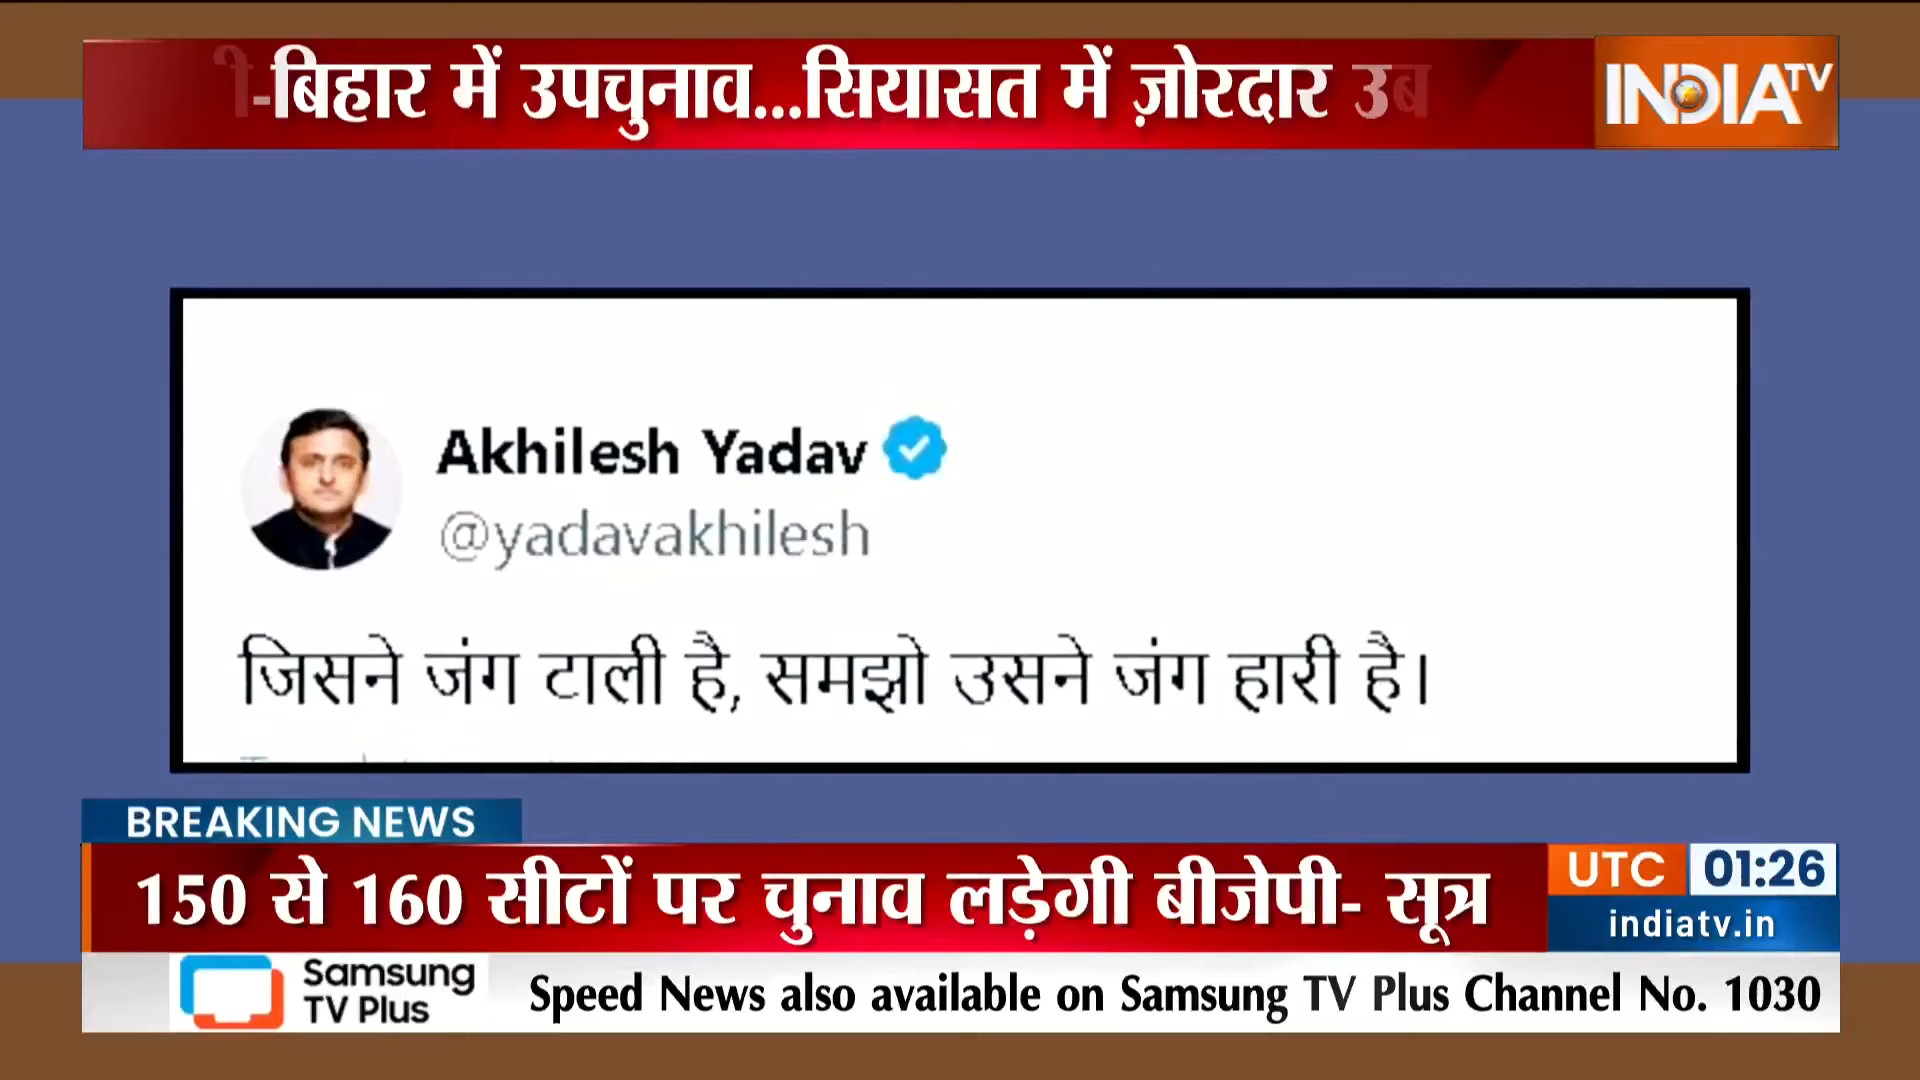 -बिहार में उपचुनाव...सियासत में ज़ोरदार
INDIA TV
Akhilesh Yadav
@yadavakhilesh
जिसने जंग टाली है, समझो उसने जंग हारी है।
BREAKING NEWS
150 से 160 सीटों पर चुनाव लड़ेगी बीजेपी- सूत्र
UTC 01:26
indiatv.in
Samsung
TV Plus
Speed News also available on Samsung TV Plus Channel No. 1030